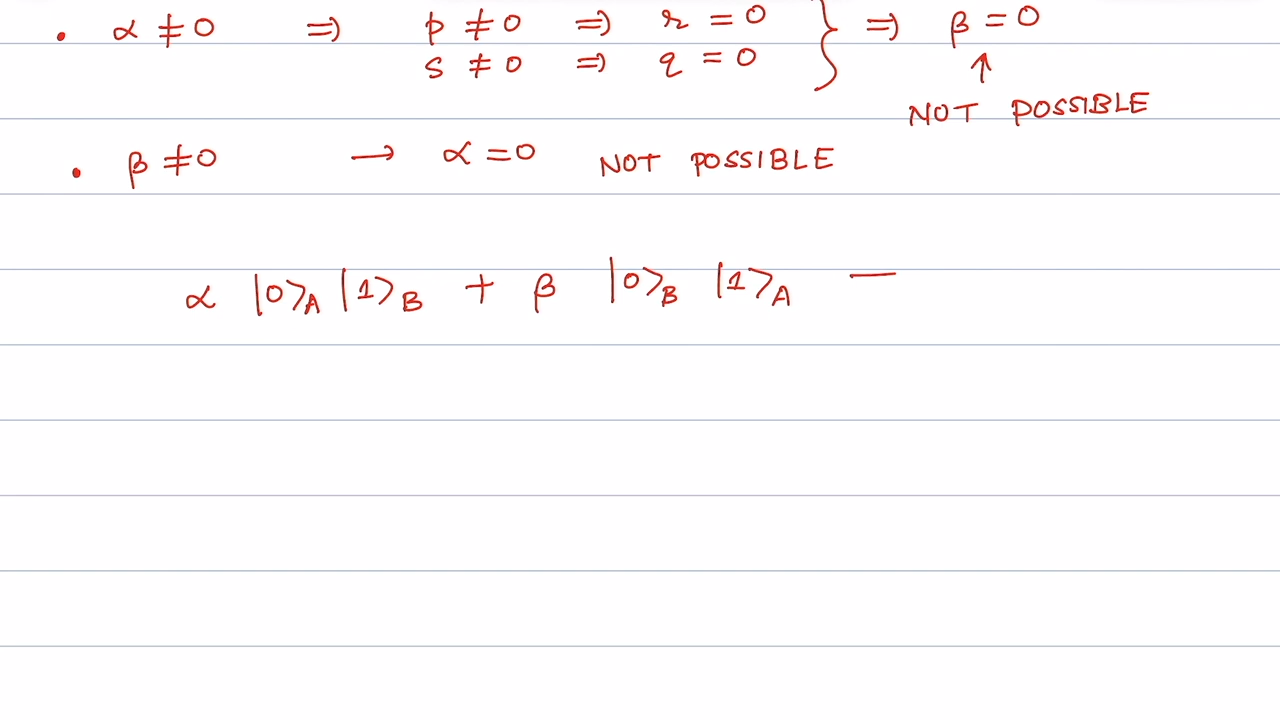 • α ≠ 0 ⇒ p ≠ 0 ⇒ r = 0 } ⇒ β = 0
s ≠ 0 ⇒ q = 0
↑
NOT POSSIBLE
• β ≠ 0 → α = 0 NOT POSSIBLE
α |0⟩_A |1⟩_B + β |0⟩_B |1⟩_A —